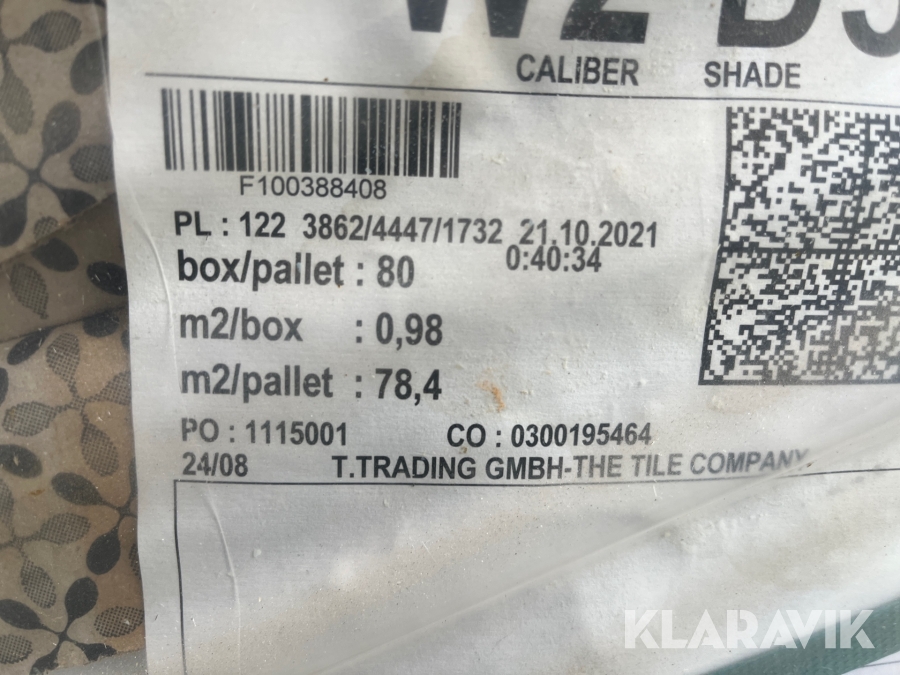 W2
CALIBER SHADE
F100388408
PL : 122 3862/4447/1732 21.10.2021
0:40:34
box/pallet : 80
m2/box : 0,98
m2/pallet : 78,4
PO : 1115001 CO : 0300195464
24/08 T.TRADING GMBH-THE TILE COMPANY
KLARAVIK